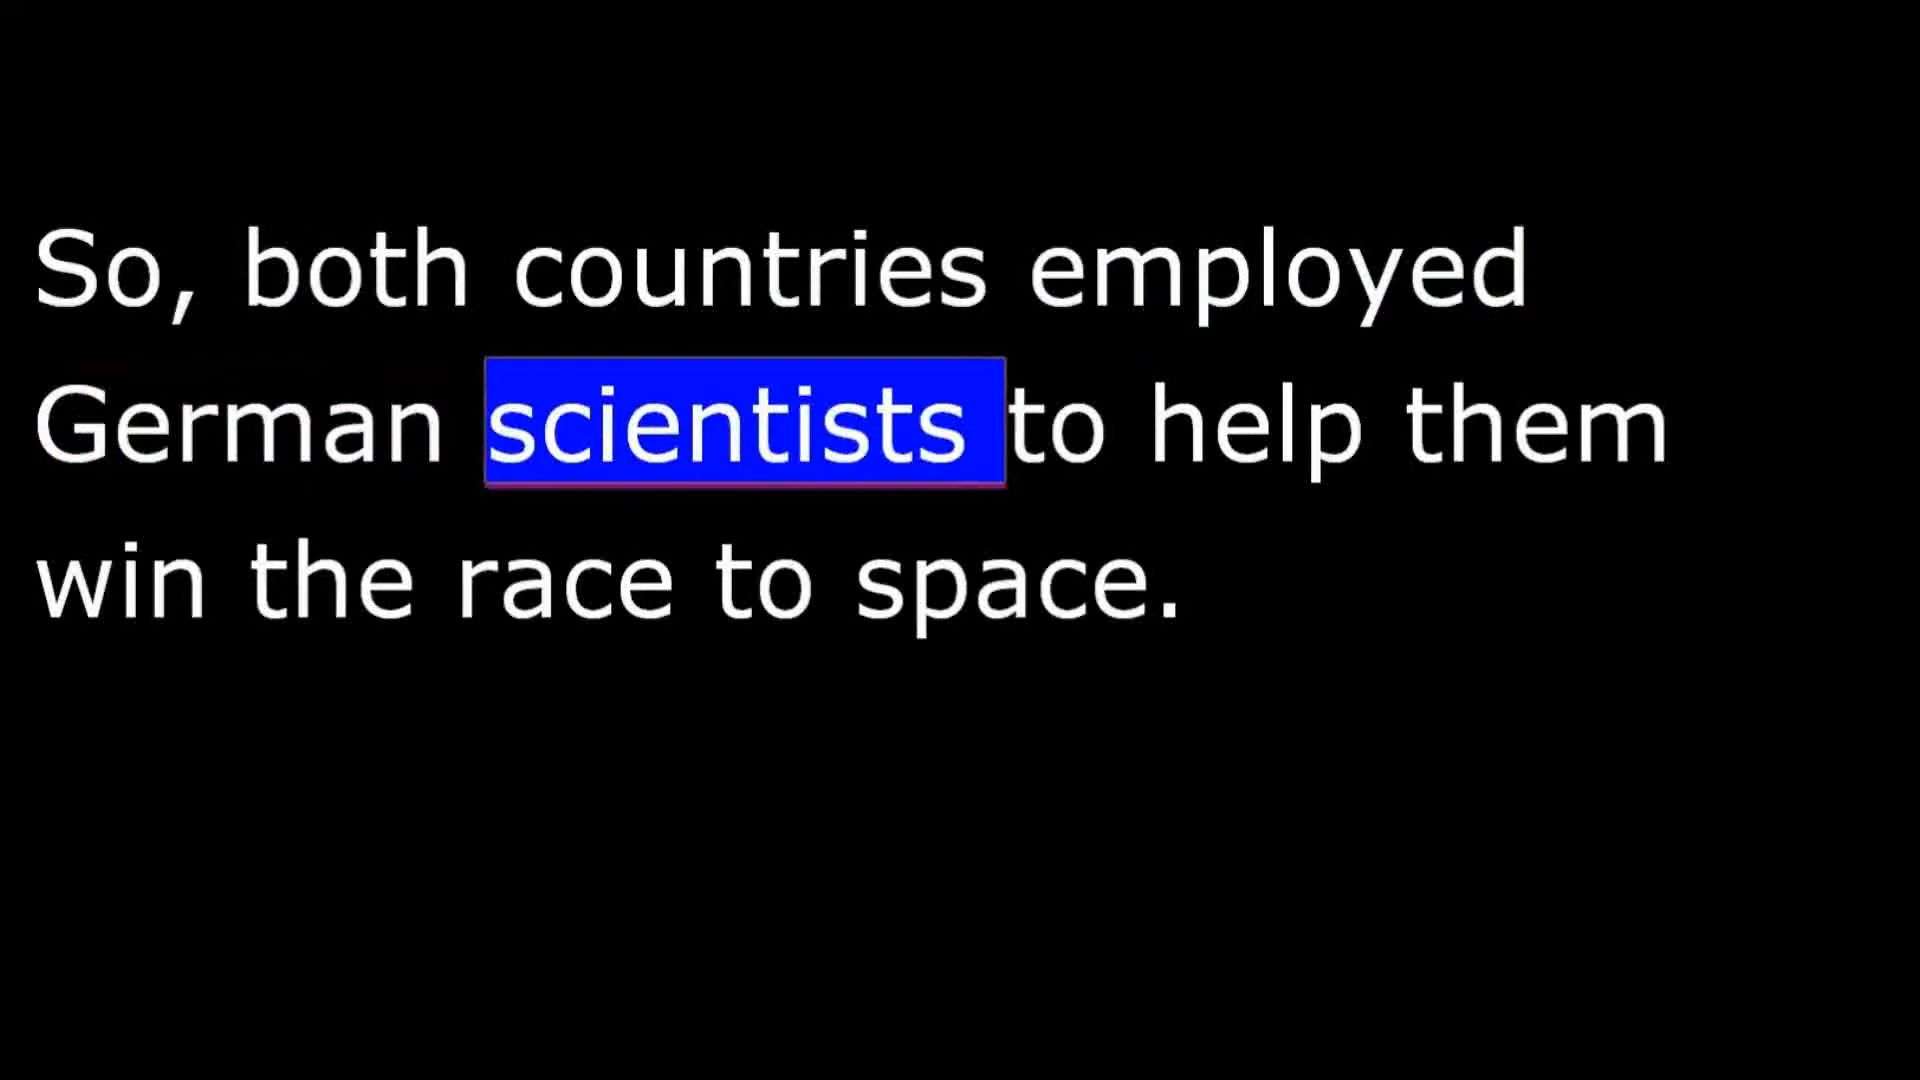 So, both countries employed
German scientists to help them
win the race to space.